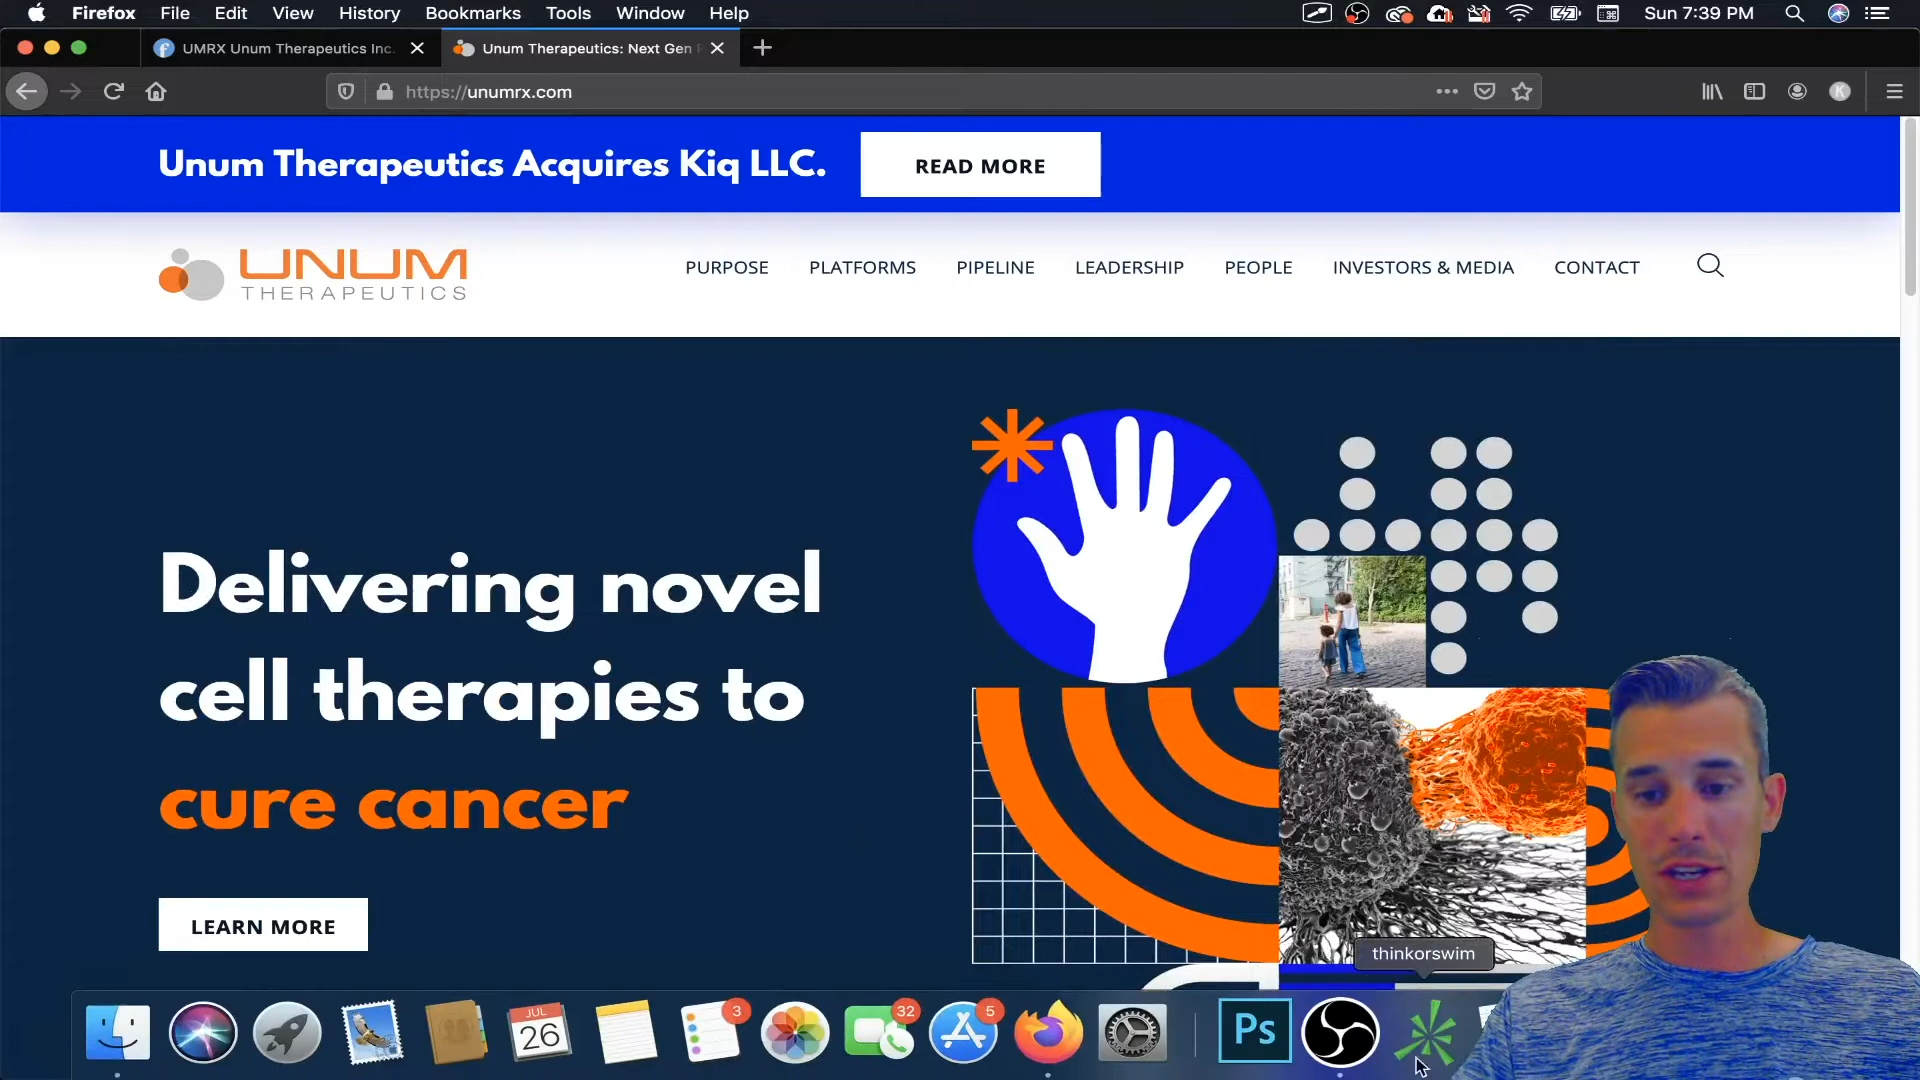 Firefox File Edit View History Bookmarks Tools Window Help Sun 7:39 PM
UMRX Unum Therapeutics Inc. Unum Therapeutics: Next Gen
https://unumrx.com
Unum Therapeutics Acquires Kiq LLC. READ MORE
UNUM
THERAPEUTICS
PURPOSE PLATFORMS PIPELINE LEADERSHIP PEOPLE INVESTORS & MEDIA CONTACT
Delivering novel
cell therapies to
cure cancer
LEARN MORE
thinkorswim
JUL
26
3
32
5
Ps